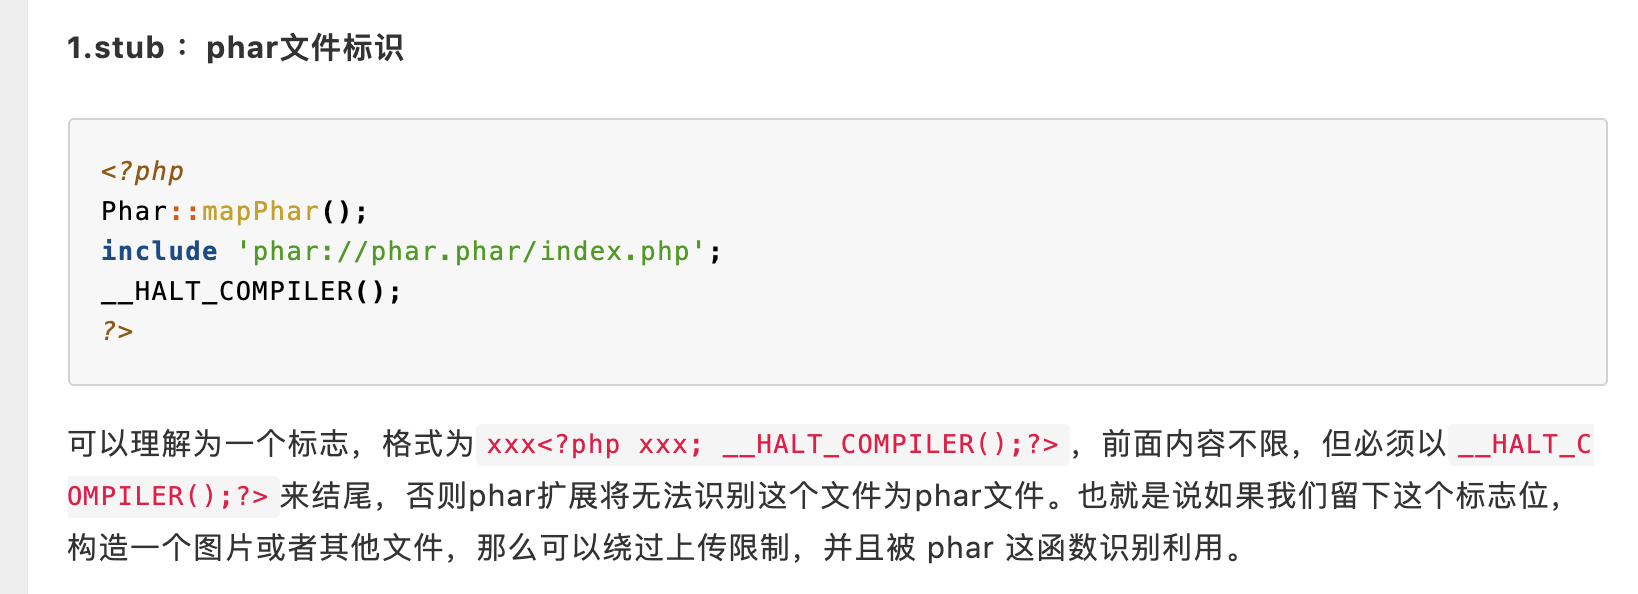 1.stub： phar文件标识
<?php
Phar::mapPhar();
include 'phar://phar.phar/index.php';
__HALT_COMPILER();
?>
可以理解为一个标志，格式为 xxx<?php xxx; __HALT_COMPILER();?> ，前面内容不限，但必须以 __HALT_C
OMPILER();?> 来结尾，否则phar扩展将无法识别这个文件为phar文件。也就是说如果我们留下这个标志位，
构造一个图片或者其他文件，那么可以绕过上传限制，并且被 phar 这函数识别利用。